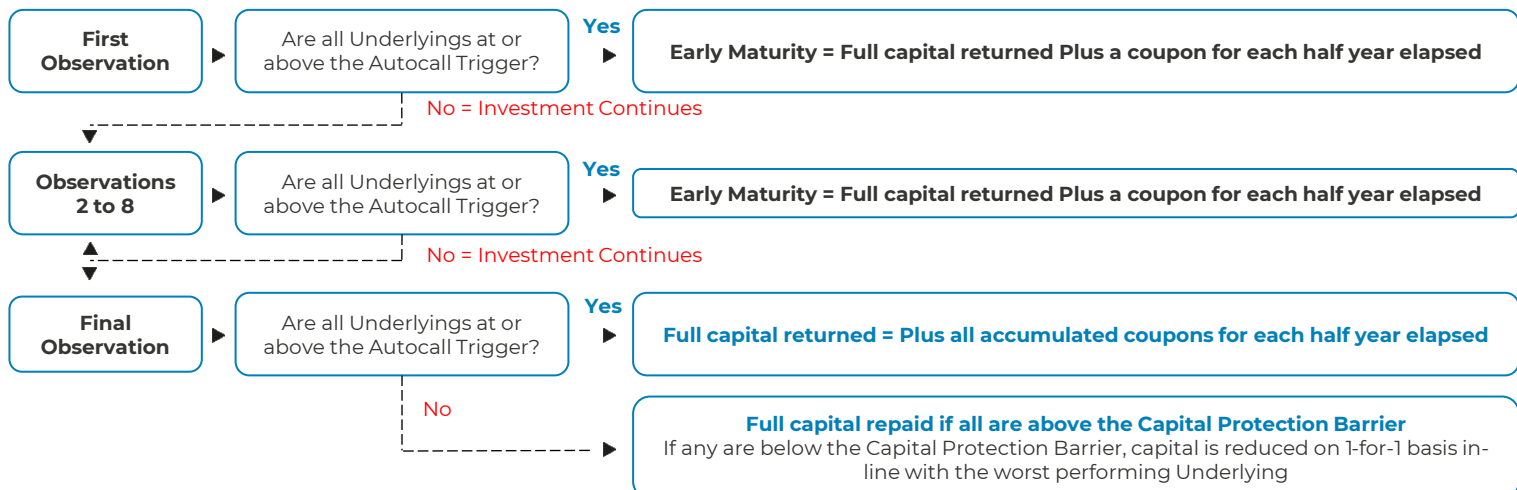 First
Observation
Are all Underlyings at or
above the Autocall Trigger?
Yes
Early Maturity = Full capital returned Plus a coupon for each half year elapsed
No = Investment Continues
Observations
2 to 8
Are all Underlyings at or
above the Autocall Trigger?
Yes
Early Maturity = Full capital returned Plus a coupon for each half year elapsed
No = Investment Continues
Final
Observation
Are all Underlyings at or
above the Autocall Trigger?
Yes
Full capital returned = Plus all accumulated coupons for each half year elapsed
No
Full capital repaid if all are above the Capital Protection Barrier
If any are below the Capital Protection Barrier, capital is reduced on 1-for-1 basis in-
line with the worst performing Underlying